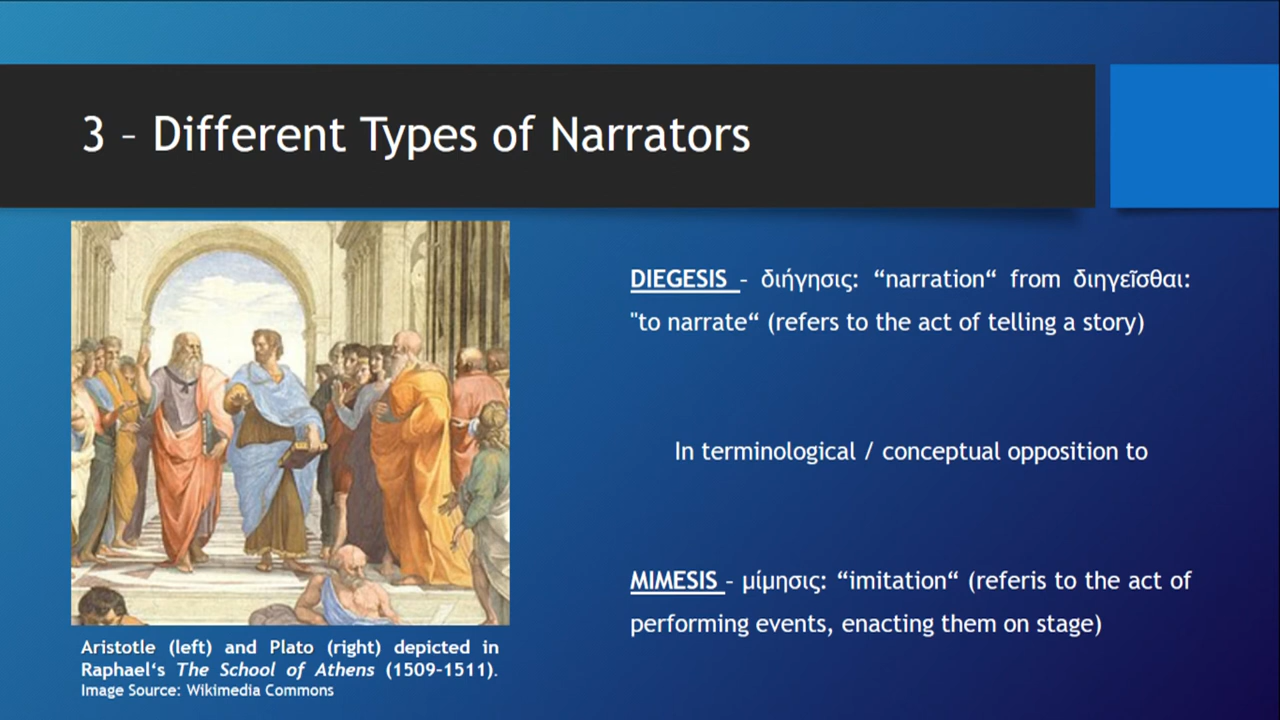 3 – Different Types of Narrators
DIEGESIS – διήγησις: “narration“ from διηγεῖσθαι:
"to narrate“ (refers to the act of telling a story)
In terminological / conceptual opposition to
MIMESIS – μίμησις: “imitation“ (referis to the act of
performing events, enacting them on stage)
Aristotle (left) and Plato (right) depicted in
Raphael‘s The School of Athens (1509-1511).
Image Source: Wikimedia Commons